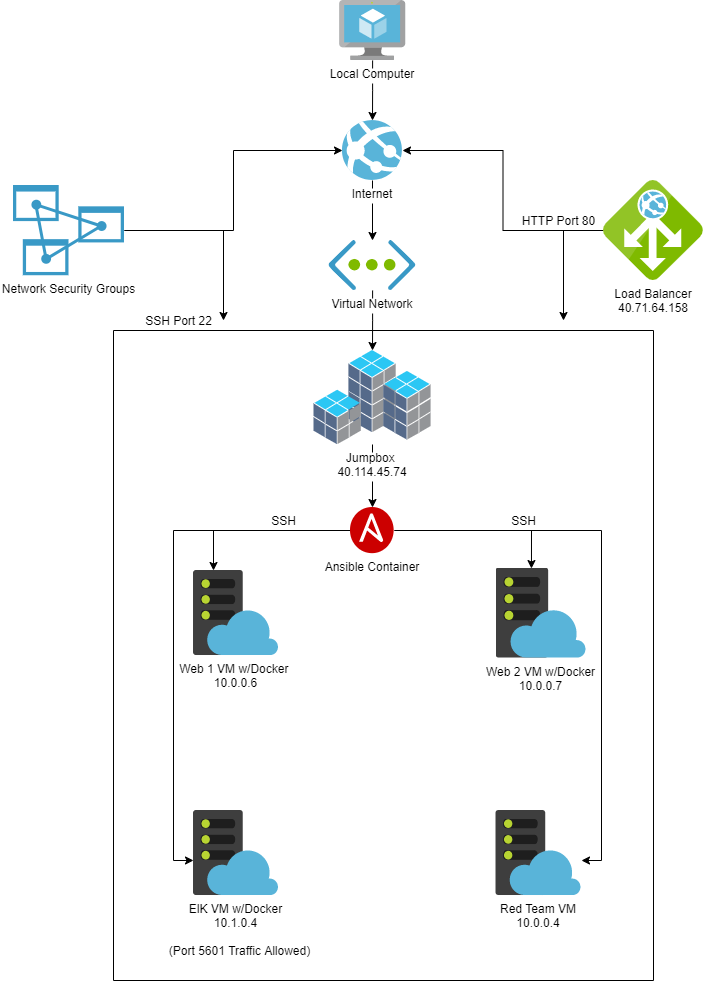 Local Computer
Internet
HTTP Port 80
Network Security Groups
Load Balancer
40.71.64.158
Virtual Network
SSH Port 22
Jumpbox
40.114.45.74
SSH
SSH
Ansible Container
Web 1 VM w/Docker
10.0.0.6
Web 2 VM w/Docker
10.0.0.7
ElK VM w/Docker
10.1.0.4
Red Team VM
10.0.0.4
(Port 5601 Traffic Allowed)